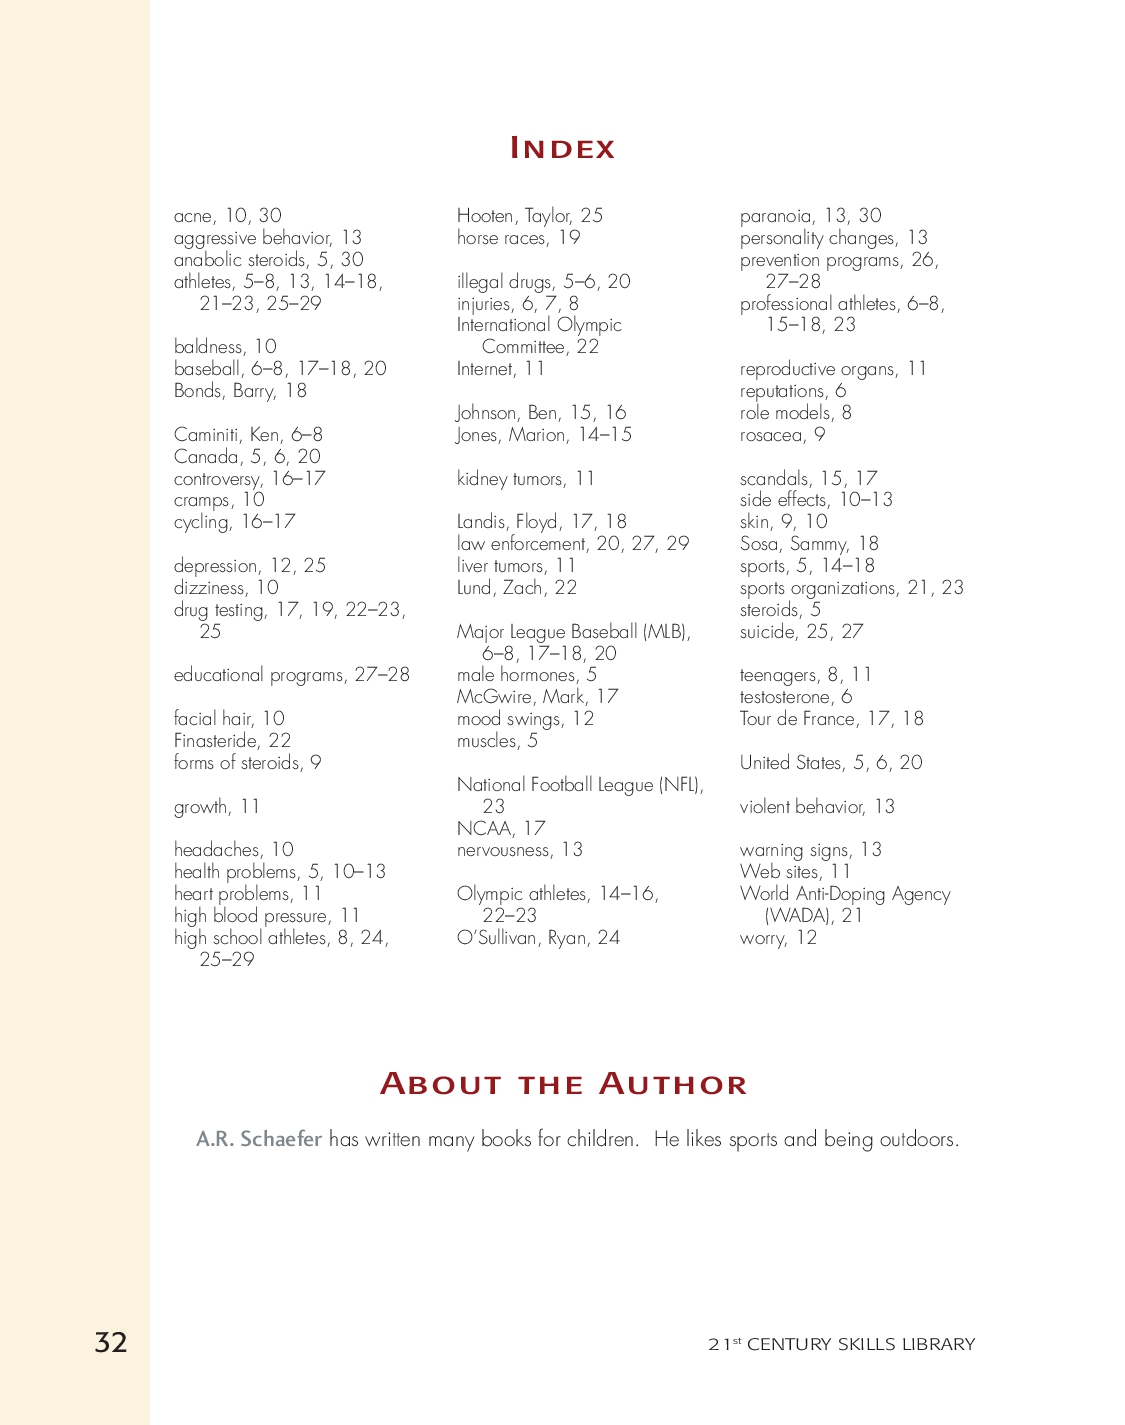 Index
acne, 10, 30
aggressive behavior, 13
anabolic steroids, 5, 30
athletes, 5–8, 13, 14–18,
21–23, 25–29
baldness, 10
baseball, 6–8, 17–18, 20
Bonds, Barry, 18
Caminiti, Ken, 6–8
Canada, 5, 6, 20
controversy, 16–17
cramps, 10
cycling, 16–17
depression, 12, 25
dizziness, 10
drug testing, 17, 19, 22–23,
25
educational programs, 27–28
facial hair, 10
Finasteride, 22
forms of steroids, 9
growth, 11
headaches, 10
health problems, 5, 10–13
heart problems, 11
high blood pressure, 11
high school athletes, 8, 24,
25–29
Hooten, Taylor, 25
horse races, 19
illegal drugs, 5–6, 20
injuries, 6, 7, 8
International Olympic
Committee, 22
Internet, 11
Johnson, Ben, 15, 16
Jones, Marion, 14–15
kidney tumors, 11
Landis, Floyd, 17, 18
law enforcement, 20, 27, 29
liver tumors, 11
Lund, Zach, 22
Major League Baseball (MLB),
6–8, 17–18, 20
male hormones, 5
McGwire, Mark, 17
mood swings, 12
muscles, 5
National Football League (NFL),
23
NCAA, 17
nervousness, 13
Olympic athletes, 14–16,
22–23
O'Sullivan, Ryan, 24
paranoia, 13, 30
personality changes, 13
prevention programs, 26,
27–28
professional athletes, 6–8,
15–18, 23
reproductive organs, 11
reputations, 6
role models, 8
rosacea, 9
scandals, 15, 17
side effects, 10–13
skin, 9, 10
Sosa, Sammy, 18
sports, 5, 14–18
sports organizations, 21, 23
steroids, 5
suicide, 25, 27
teenagers, 8, 11
testosterone, 6
Tour de France, 17, 18
United States, 5, 6, 20
violent behavior, 13
warning signs, 13
Web sites, 11
World Anti-Doping Agency
(WADA), 21
worry, 12
About the Author
A.R. Schaefer has written many books for children.  He likes sports and being outdoors.
32
21st CENTURY SKILLS LIBRARY